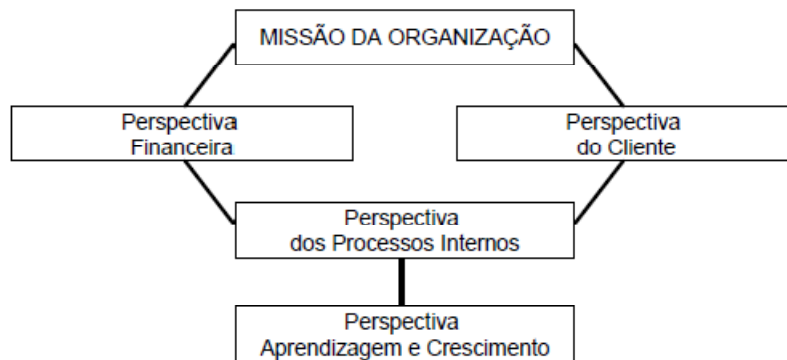 MISSÃO DA ORGANIZAÇÃO
Perspectiva
Financeira
Perspectiva
do Cliente
Perspectiva
dos Processos Internos
Perspectiva
Aprendizagem e Crescimento